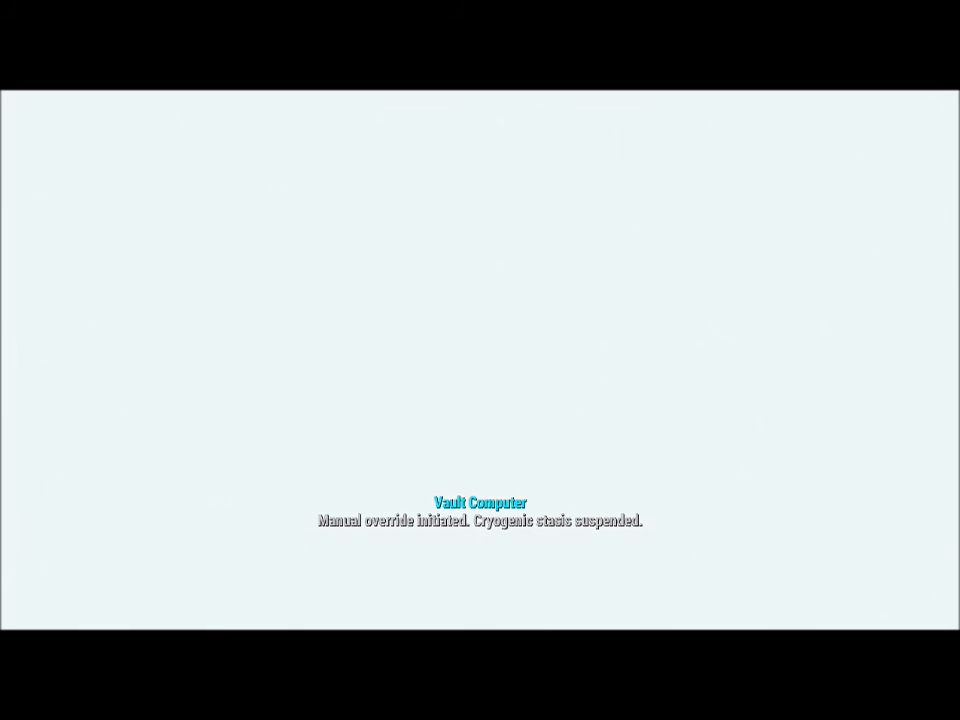 Vault Computer
Manual override initiated. Cryogenic stasis suspended.